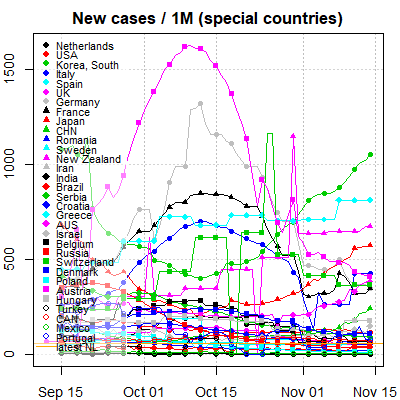 New cases / 1M (special countries)
1500
1000
500
0
Netherlands
USA
Korea, South
Italy
Spain
UK
Germany
France
Japan
CHN
Romania
Sweden
New Zealand
Iran
India
Brazil
Serbia
Croatia
Greece
AUS
Israel
Belgium
Russia
Switzerland
Denmark
Poland
Austria
Hungary
Turkey
CAN
Mexico
Portugal
latest NL
Sep 15
Oct 01
Oct 15
Nov 01
Nov 15